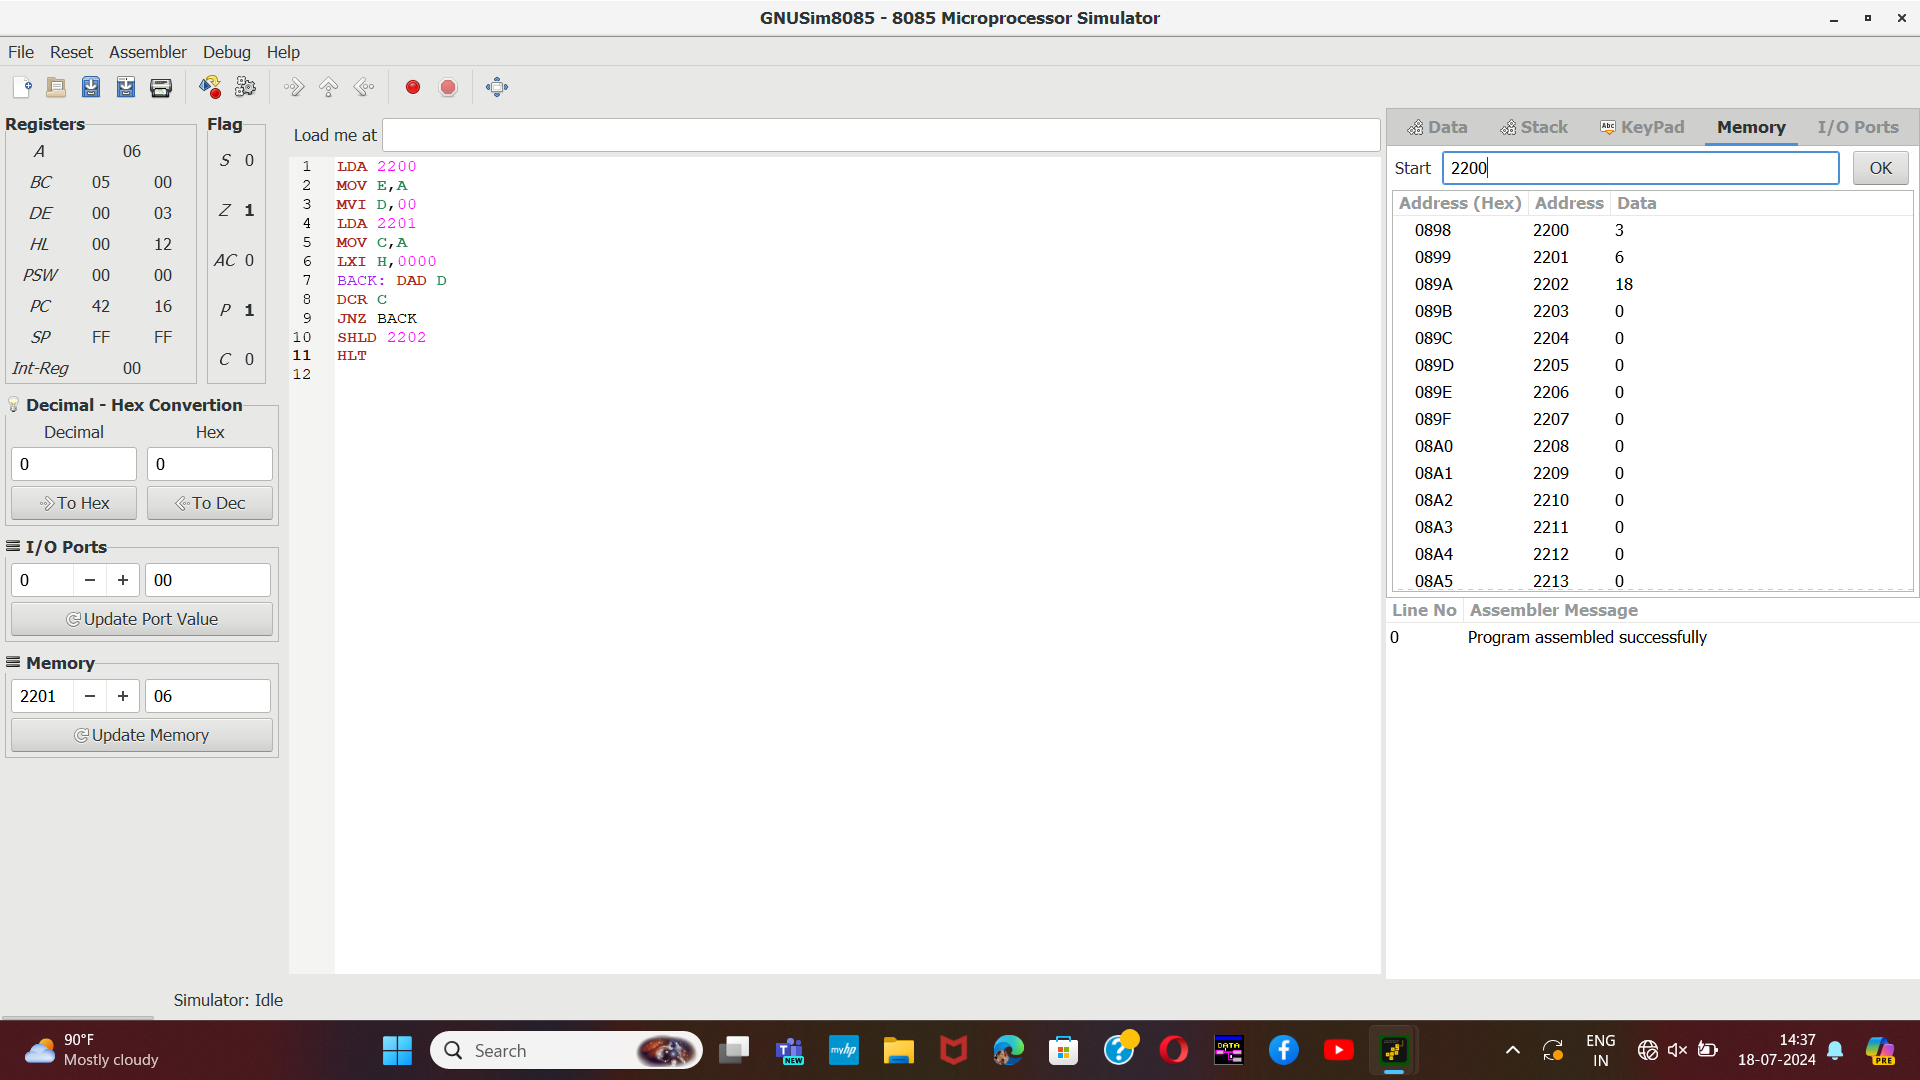 GNUSim8085 - 8085 Microprocessor Simulator
File Reset Assembler Debug Help
Registers
A 06
BC 05 00
DE 00 03
HL 00 12
PSW 00 00
PC 42 16
SP FF FF
Int-Reg 00
Flag
S 0
Z 1
AC 0
P 1
C 0
Decimal - Hex Convertion
Decimal Hex
0 0
To Hex To Dec
I/O Ports
0 − + 00
Update Port Value
Memory
2201 − + 06
Update Memory
Load me at
1 LDA 2200
2 MOV E,A
3 MVI D,00
4 LDA 2201
5 MOV C,A
6 LXI H,0000
7 BACK: DAD D
8 DCR C
9 JNZ BACK
10 SHLD 2202
11 HLT
12
Data Stack Abc KeyPad Memory I/O Ports
Start 2200 OK
Address (Hex) Address Data
0898 2200 3
0899 2201 6
089A 2202 18
089B 2203 0
089C 2204 0
089D 2205 0
089E 2206 0
089F 2207 0
08A0 2208 0
08A1 2209 0
08A2 2210 0
08A3 2211 0
08A4 2212 0
08A5 2213 0
Line No Assembler Message
0 Program assembled successfully
Simulator: Idle
90°F
Mostly cloudy
Search
NEW
myhp
DATA
ENG
IN
14:37
18-07-2024
PRE